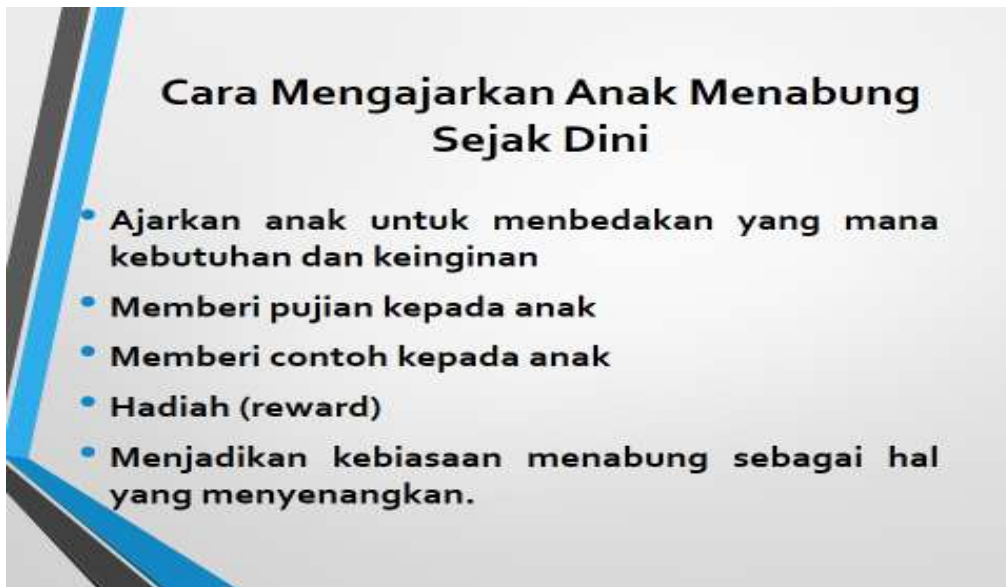 Cara Mengajarkan Anak Menabung
Sejak Dini
• Ajarkan anak untuk menbedakan yang mana
kebutuhan dan keinginan
• Memberi pujian kepada anak
• Memberi contoh kepada anak
• Hadiah (reward)
• Menjadikan kebiasaan menabung sebagai hal
yang menyenangkan.